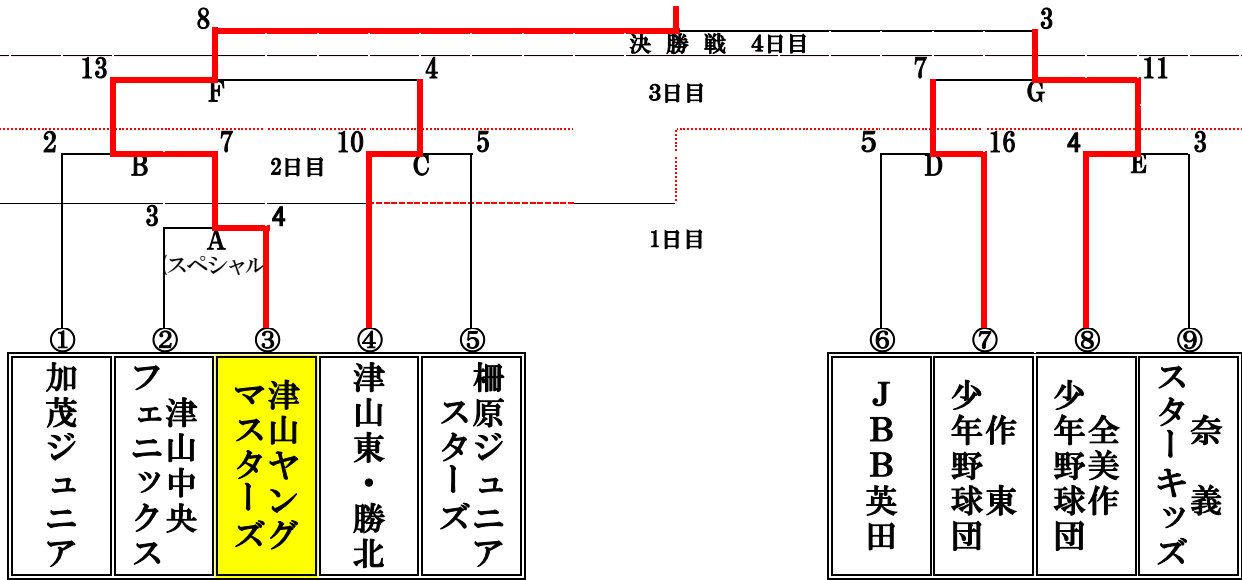 8
3
決勝戦 4日目
13
4
7
11
F
3日目
G
2
7
10
5
5
16
4
3
B
2日目
C
D
E
3
4
A
1日目
(スペシャル
①
②
③
④
⑤
⑥
⑦
⑧
⑨
加茂ジュニア
津山中央
フェニックス
津山ヤング
マスターズ
津山東・勝北
柵原ジュニア
スターズ
JBB英田
作東
少年野球団
全美作
少年野球団
奈義
スターキッズ